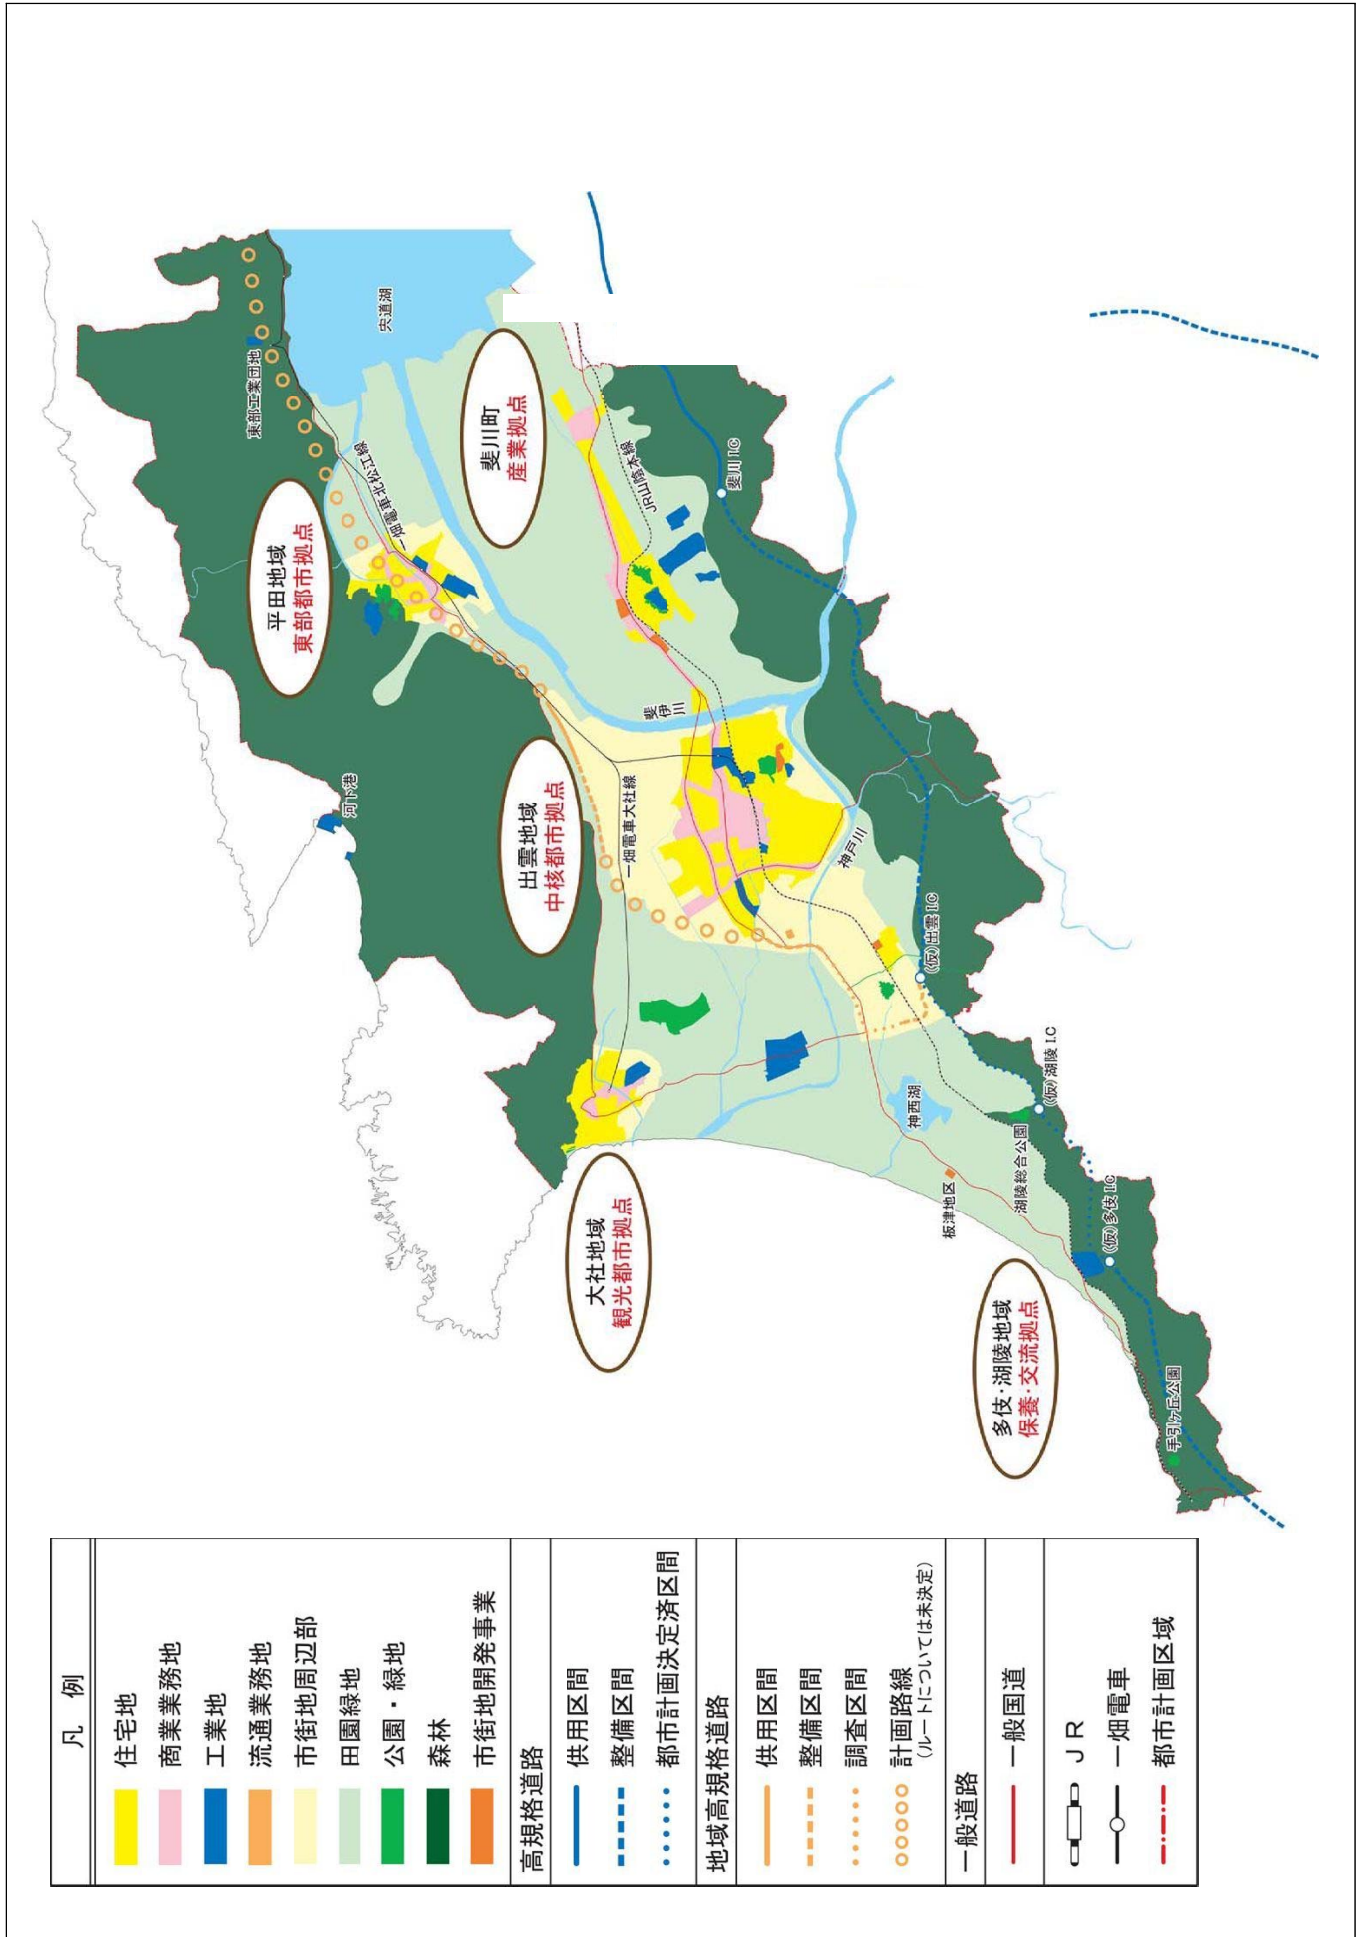 宍道湖
東部工業団地
平田地域
東部都市拠点
一畑電車北松江線
斐川町
産業拠点
JR山陰本線
斐川I.C
河下港
出雲地域
中核都市拠点
斐伊川
一畑電車大社線
神戸川
(仮)出雲I.C
大社地域
観光都市拠点
神西湖
板津地区
湖陵総合公園
(仮)湖陵I.C
(仮)多伎I.C
多伎・湖陵地域
保養・交流拠点
手引ヶ丘公園
凡 例
住宅地
商業業務地
工業地
流通業務地
市街地周辺部
田園緑地
公園・緑地
森林
市街地開発事業
高規格道路
供用区間
整備区間
都市計画決定済区間
地域高規格道路
供用区間
整備区間
調査区間
計画路線
(ルートについては未決定)
一般道路
一般国道
JR
一畑電車
都市計画区域